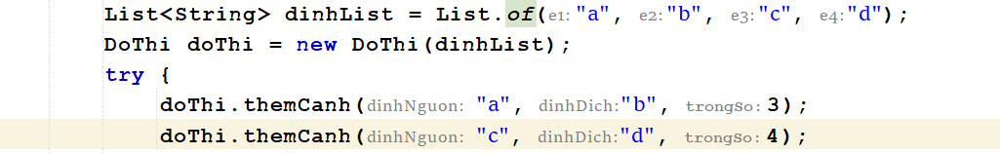 List<String> dinhList = List.of(e1: "a", e2: "b", e3: "c", e4: "d");
DoThi doThi = new DoThi(dinhList);
try {
doThi.themCanh(dinhNguon: "a", dinhDich: "b", trongSo: 3);
doThi.themCanh(dinhNguon: "c", dinhDich: "d", trongSo: 4);